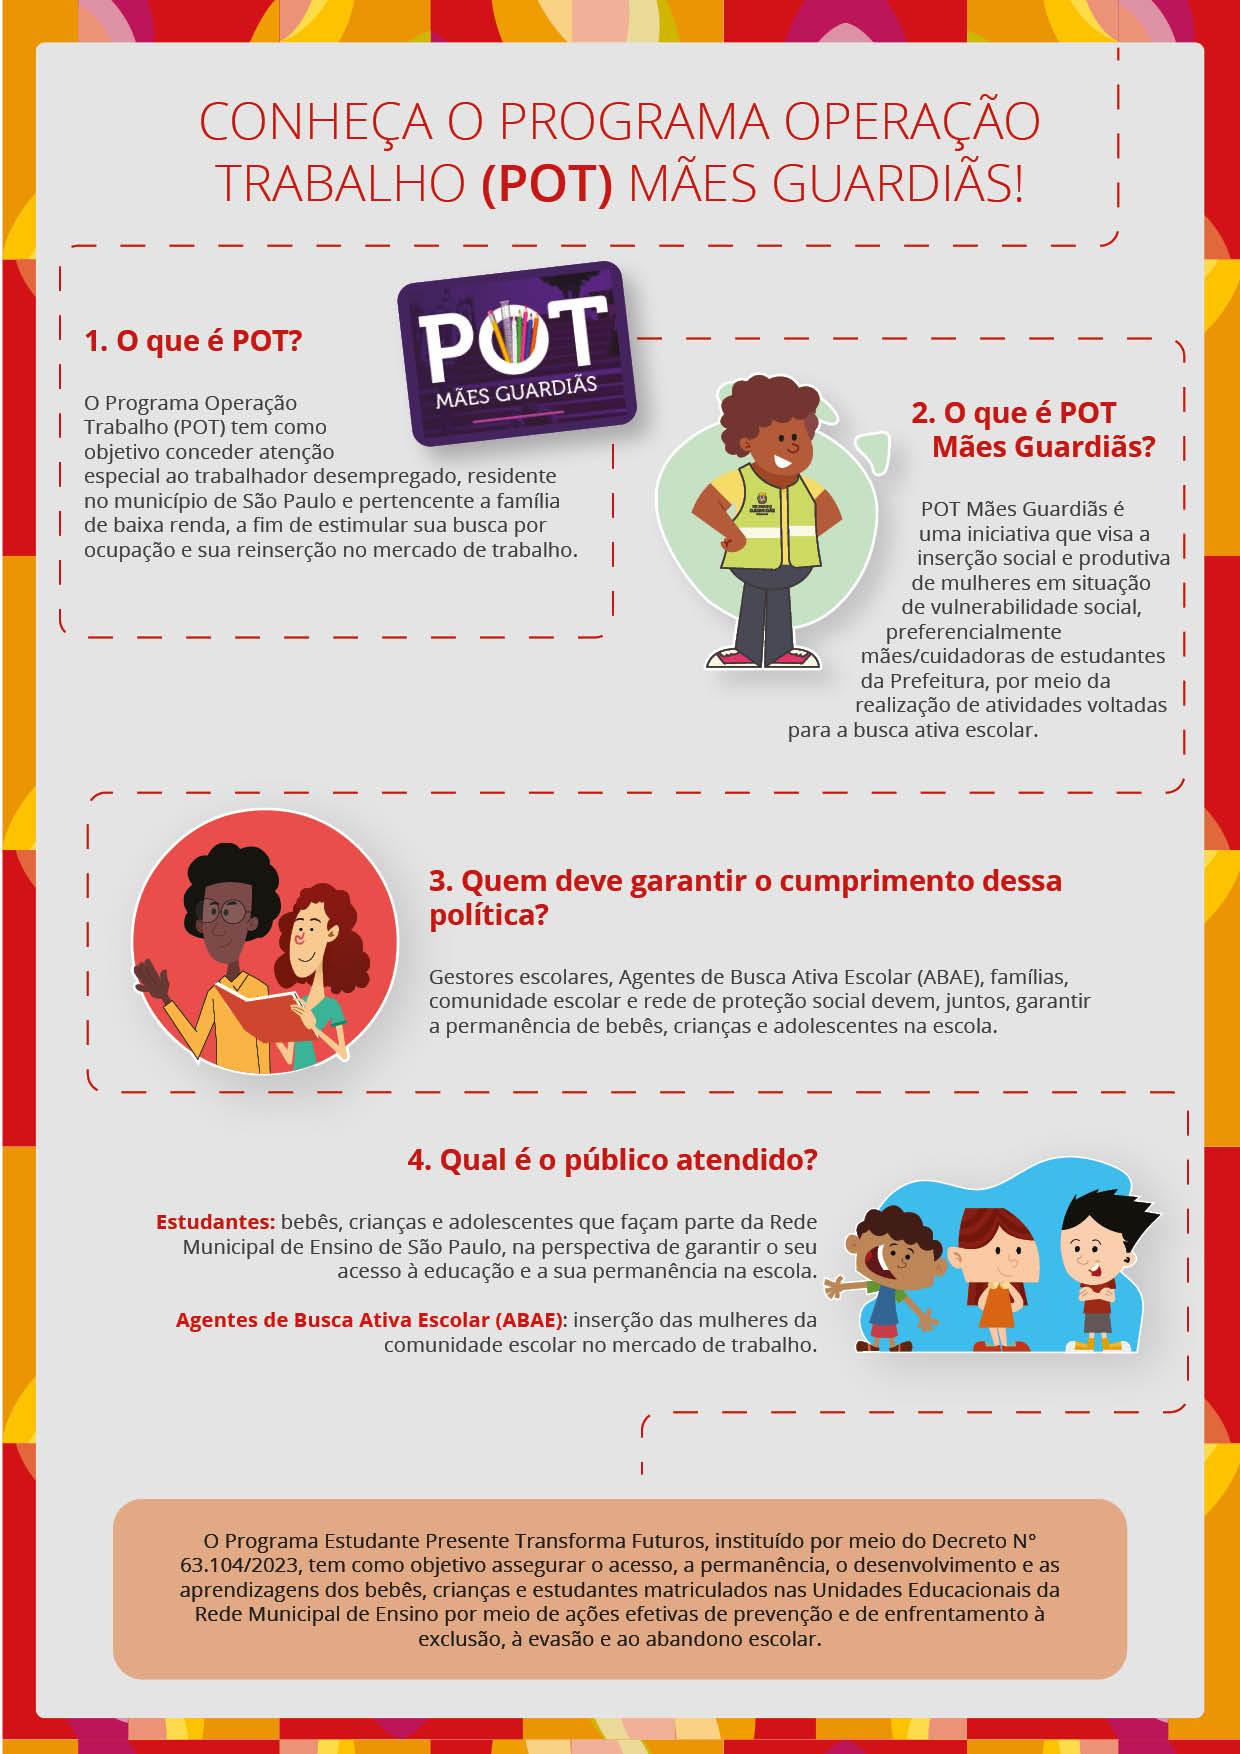 CONHEÇA O PROGRAMA OPERAÇÃO
TRABALHO (POT) MÃES GUARDIÃS!
POT
MÃES GUARDIÃS
1. O que é POT?
O Programa Operação
Trabalho (POT) tem como
objetivo conceder atenção
especial ao trabalhador desempregado, residente
no município de São Paulo e pertencente a família
de baixa renda, a fim de estimular sua busca por
ocupação e sua reinserção no mercado de trabalho.
2. O que é POT
Mães Guardiãs?
POT Mães Guardiãs é
uma iniciativa que visa a
inserção social e produtiva
de mulheres em situação
de vulnerabilidade social,
preferencialmente
mães/cuidadoras de estudantes
da Prefeitura, por meio da
realização de atividades voltadas
para a busca ativa escolar.
3. Quem deve garantir o cumprimento dessa
política?
Gestores escolares, Agentes de Busca Ativa Escolar (ABAE), famílias,
comunidade escolar e rede de proteção social devem, juntos, garantir
a permanência de bebês, crianças e adolescentes na escola.
4. Qual é o público atendido?
Estudantes: bebês, crianças e adolescentes que façam parte da Rede
Municipal de Ensino de São Paulo, na perspectiva de garantir o seu
acesso à educação e a sua permanência na escola.
Agentes de Busca Ativa Escolar (ABAE): inserção das mulheres da
comunidade escolar no mercado de trabalho.
O Programa Estudante Presente Transforma Futuros, instituído por meio do Decreto N°
63.104/2023, tem como objetivo assegurar o acesso, a permanência, o desenvolvimento e as
aprendizagens dos bebês, crianças e estudantes matriculados nas Unidades Educacionais da
Rede Municipal de Ensino por meio de ações efetivas de prevenção e de enfrentamento à
exclusão, à evasão e ao abandono escolar.